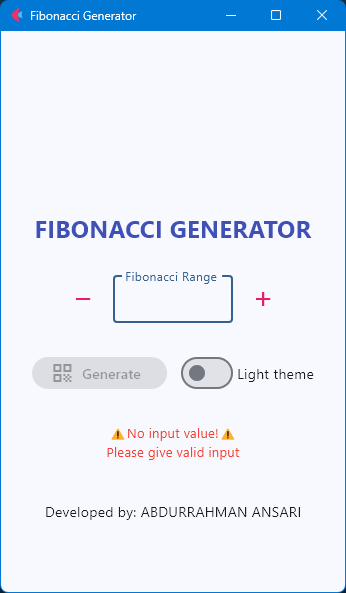 Fibonacci Generator
FIBONACCI GENERATOR
Fibonacci Range
Generate
Light theme
⚠️ No input value! ⚠️
Please give valid input
Developed by: ABDURRAHMAN ANSARI